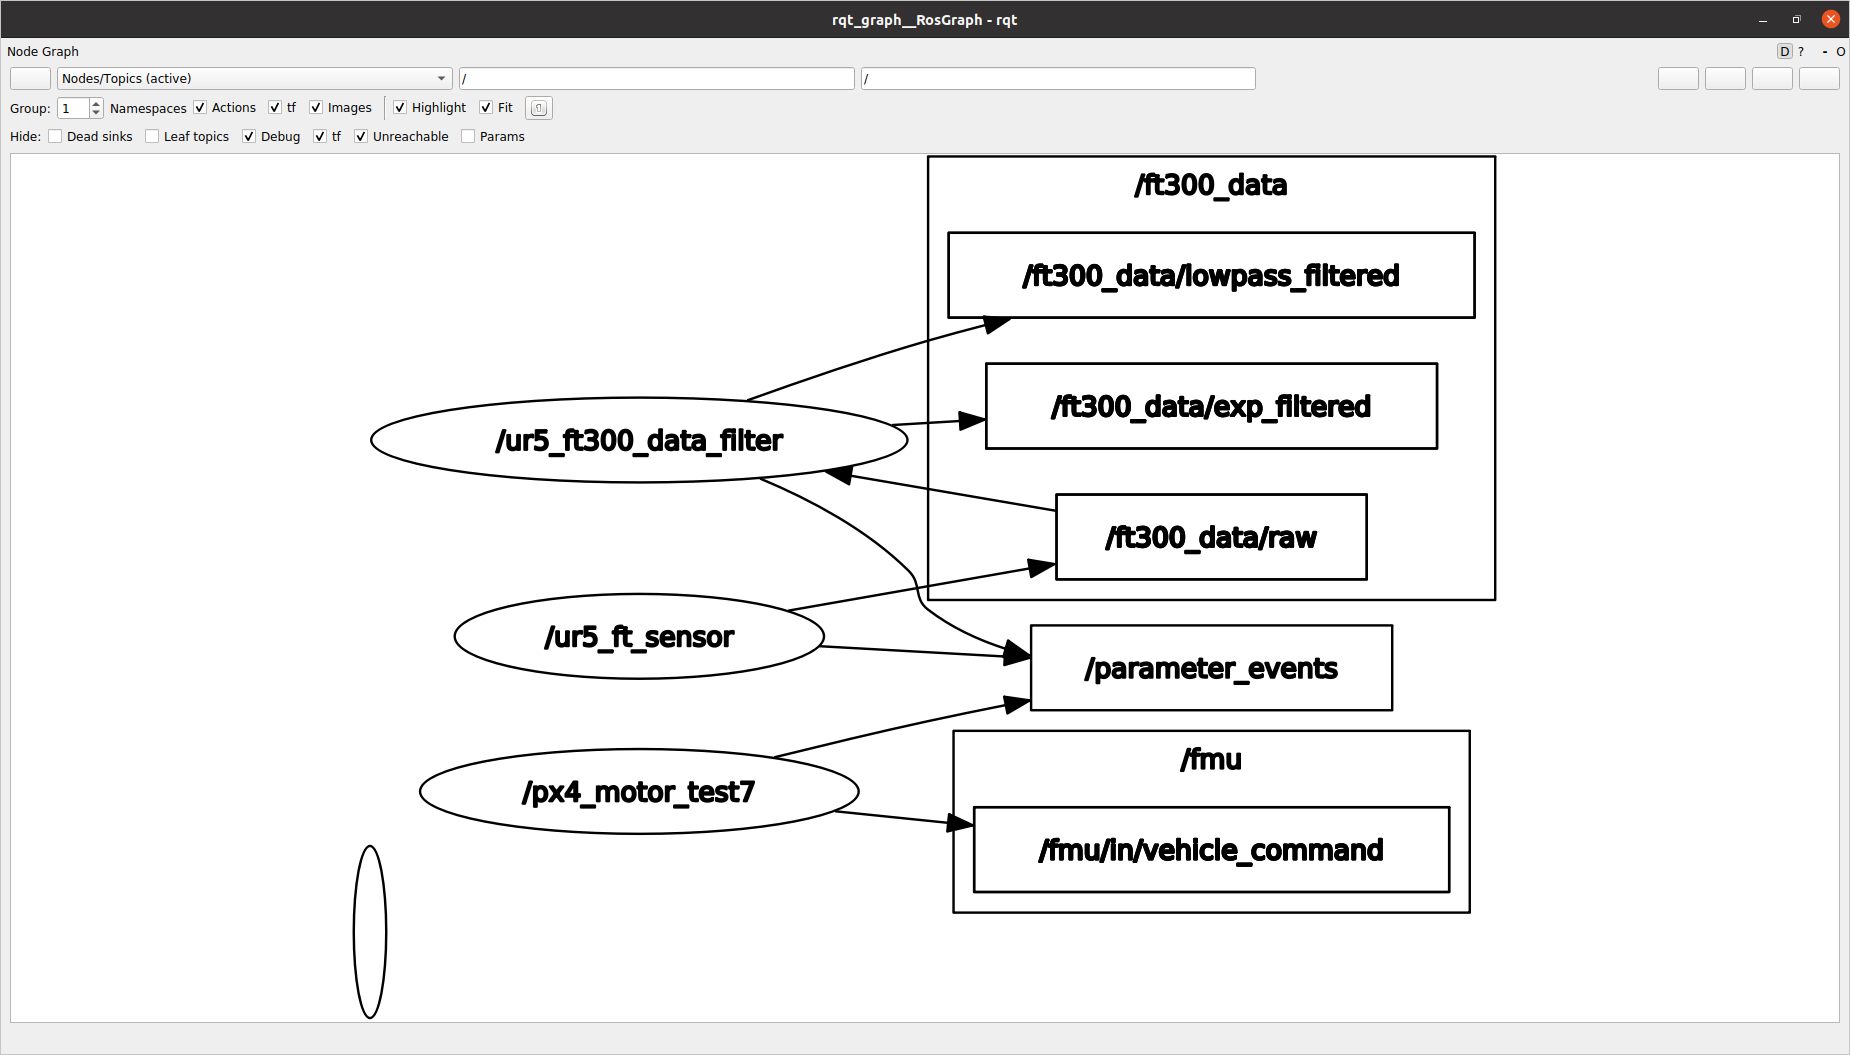 rqt_graph__RosGraph - rqt
Node Graph
D ? - O
Nodes/Topics (active) / /
Group: 1 Namespaces Actions tf Images Highlight Fit
Hide: Dead sinks Leaf topics Debug tf Unreachable Params
/ft300_data
/ft300_data/lowpass_filtered
/ft300_data/exp_filtered
/ur5_ft300_data_filter
/ft300_data/raw
/ur5_ft_sensor
/parameter_events
/fmu
/px4_motor_test7
/fmu/in/vehicle_command